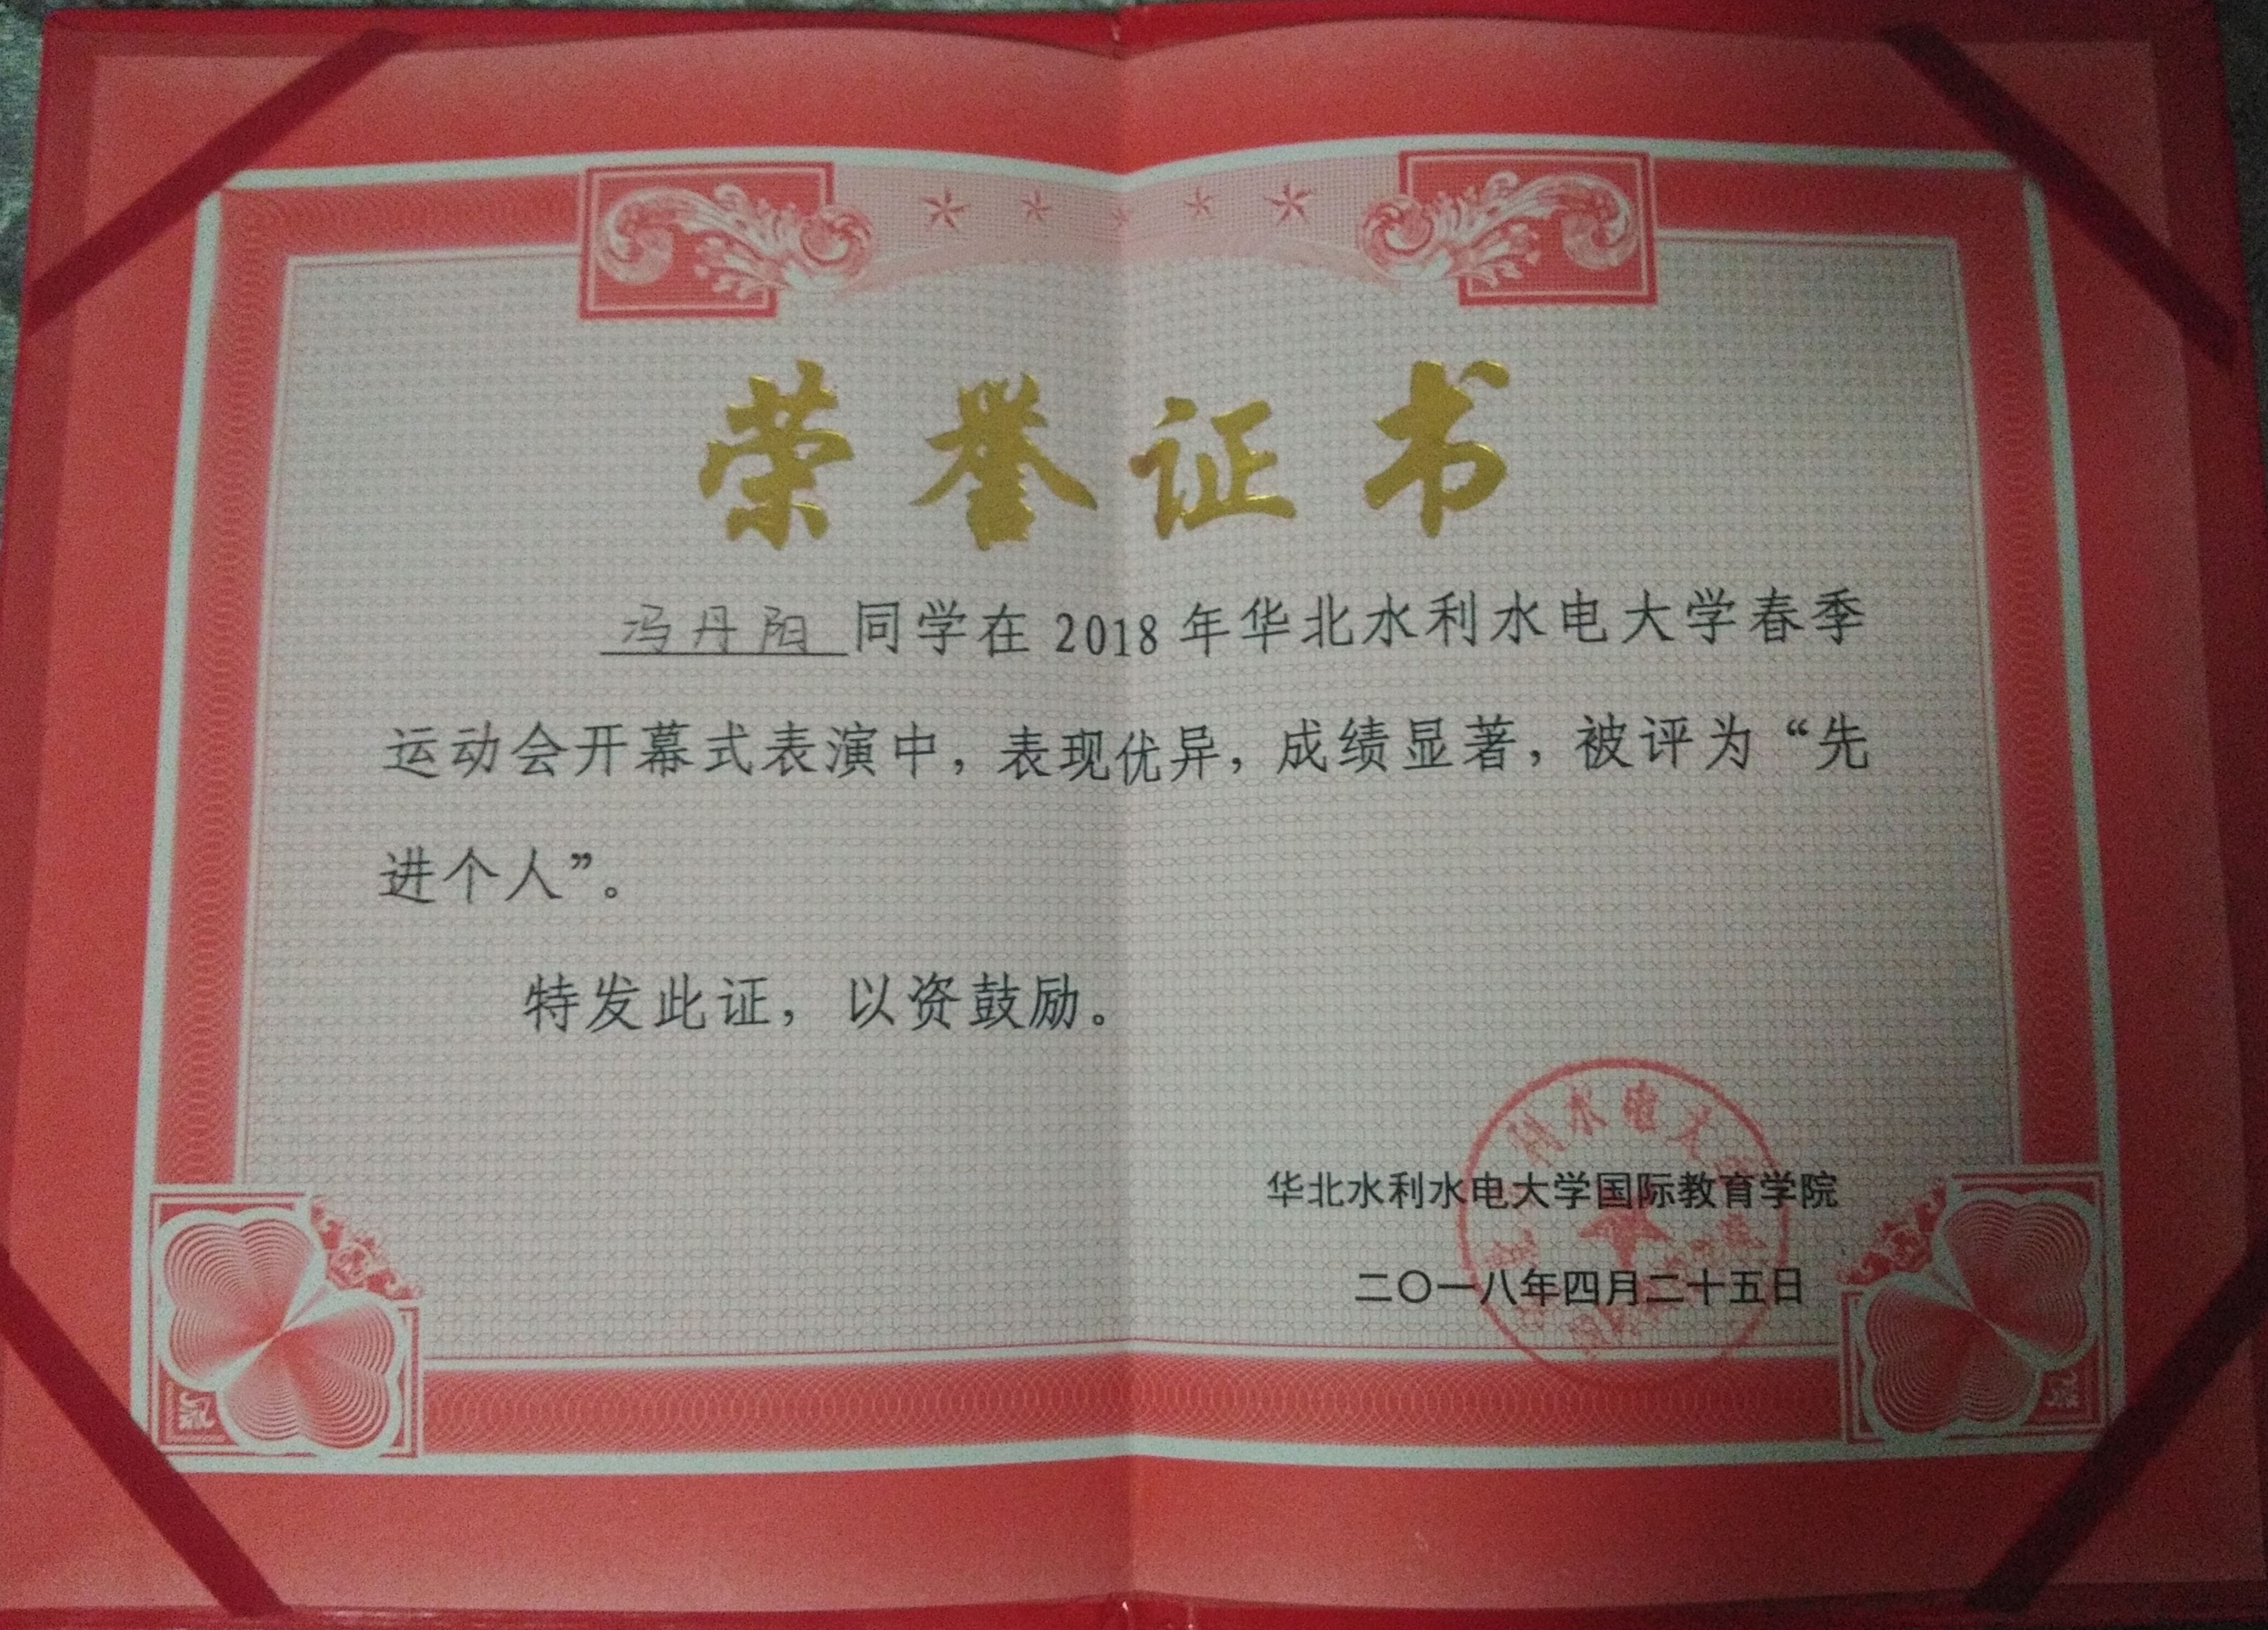 荣誉证书
冯丹阳同学在2018年华北水利水电大学春季
运动会开幕式表演中，表现优异，成绩显著，被评为“先
进个人”。
特发此证，以资鼓励。
华北水利水电大学国际教育学院
二〇一八年四月二十五日